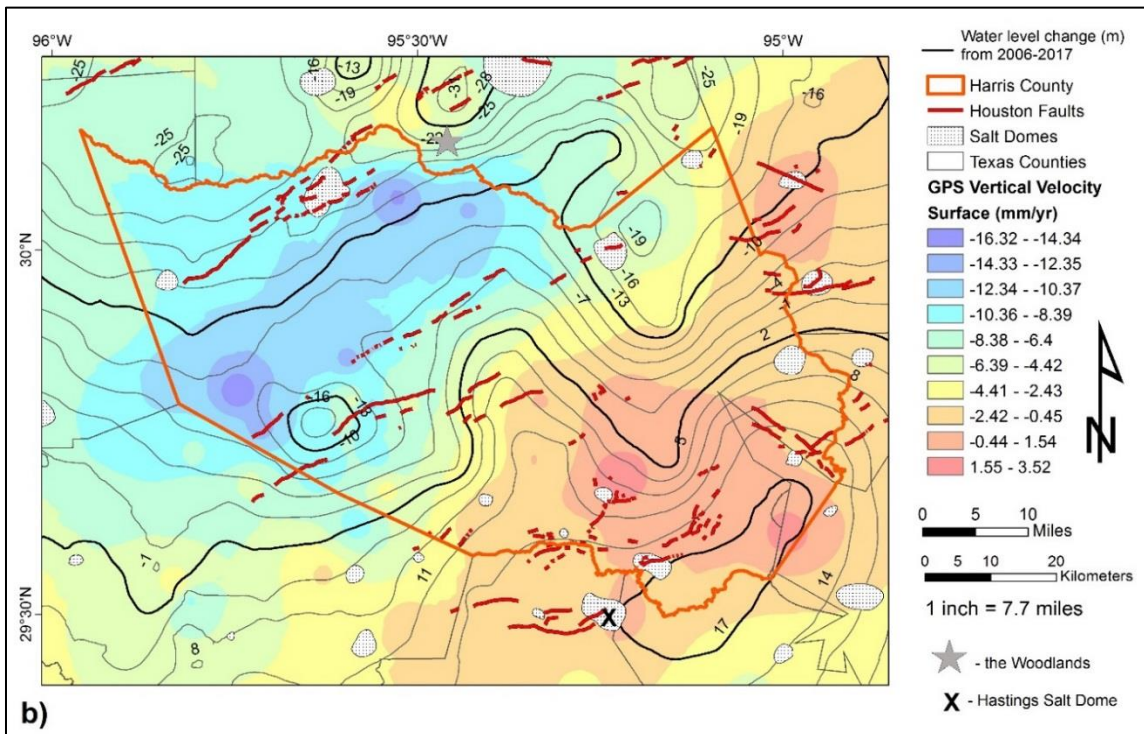 96°W 95°30'W 95°W
30°N
29°30'N
-25
-16
-13
-19
-31
-28
-25
-25
-16
-19
-25
-25
-22
-19
-10
-16
-13
-7
-4
-1
2
8
-16
-10
5
-1
11
14
17
8
b)
Water level change (m)
from 2006-2017
Harris County
Houston Faults
Salt Domes
Texas Counties
GPS Vertical Velocity
Surface (mm/yr)
-16.32 - -14.34
-14.33 - -12.35
-12.34 - -10.37
-10.36 - -8.39
-8.38 - -6.4
-6.39 - -4.42
-4.41 - -2.43
-2.42 - -0.45
-0.44 - 1.54
1.55 - 3.52
N
0 5 10
Miles
0 5 10 20
Kilometers
1 inch = 7.7 miles
- the Woodlands
X - Hastings Salt Dome
X